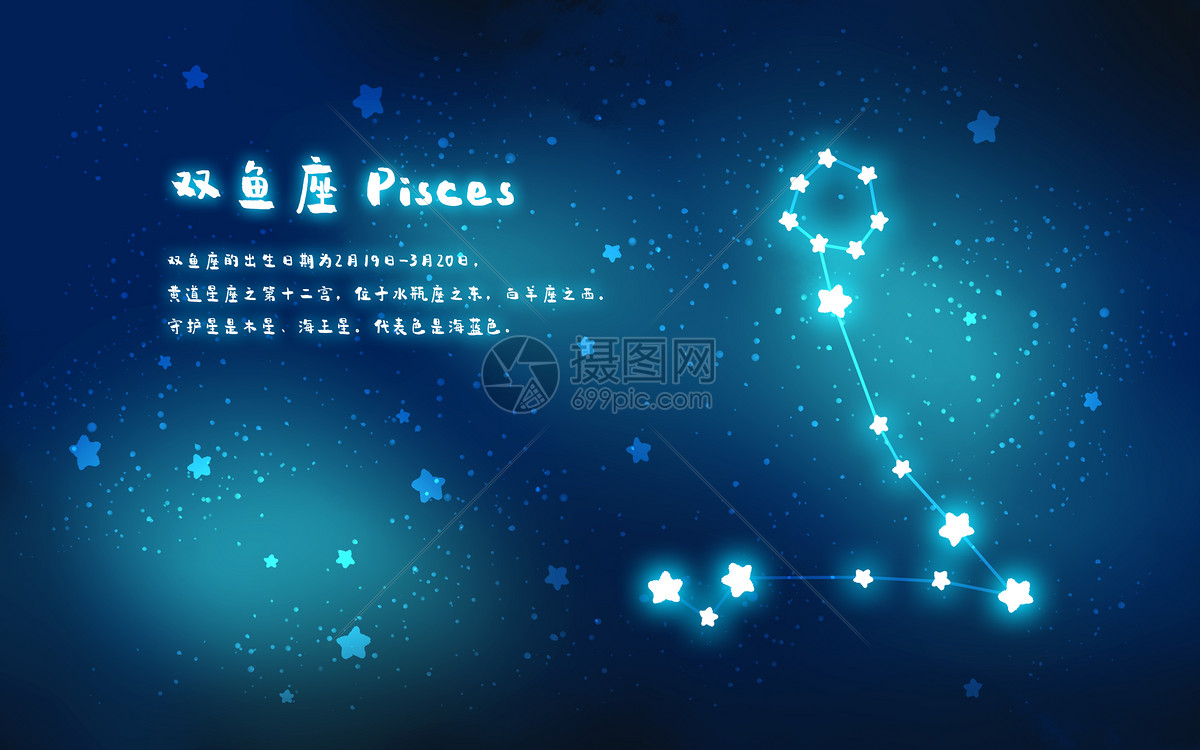 双鱼座 Pisces
双鱼座的出生日期为2月19日-3月20日,
黄道星座之第十二宫, 位于水瓶座之东, 白羊座之西。
守护星是木星、海王星。代表色是海蓝色。
摄图网
699pic.com